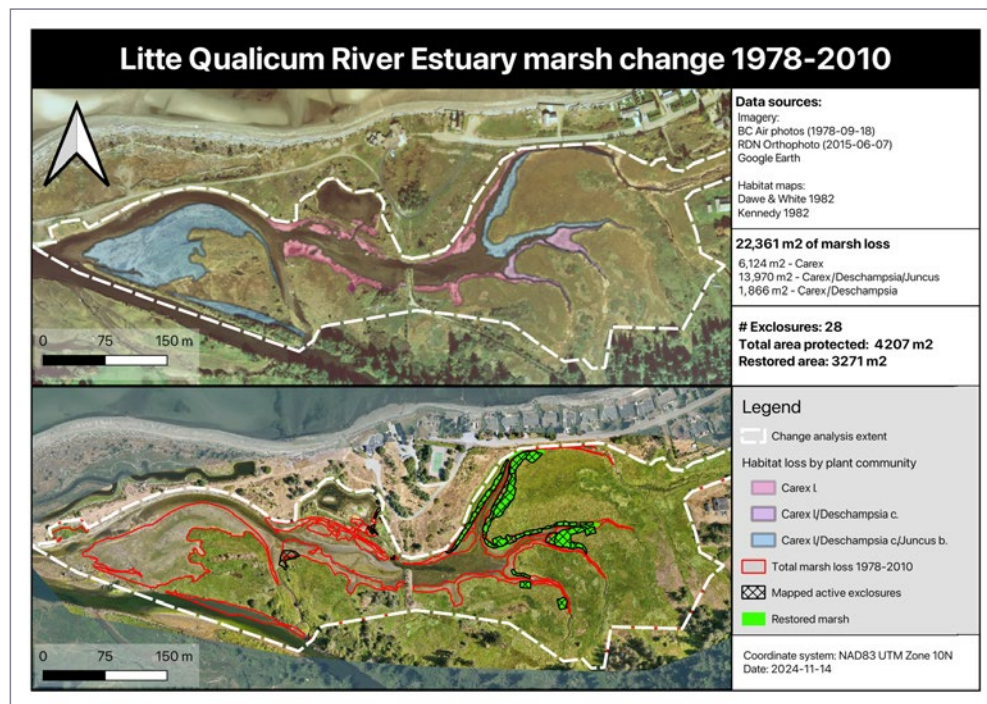 Litte Qualicum River Estuary marsh change 1978-2010
Data sources:
Imagery:
BC Air photos (1978-09-18)
RDN Orthophoto (2015-06-07)
Google Earth
Habitat maps:
Dawe & White 1982
Kennedy 1982
22,361 m2 of marsh loss
6,124 m2 - Carex
13,970 m2 - Carex/Deschampsia/Juncus
1,866 m2 - Carex/Deschampsia
# Exclosures: 28
Total area protected: 4207 m2
Restored area: 3271 m2
0 75 150 m
Legend
Change analysis extent
Habitat loss by plant community
Carex l.
Carex l/Deschampsia c.
Carex l/Deschampsia c/Juncus b.
Total marsh loss 1978-2010
Mapped active exclosures
Restored marsh
0 75 150 m
Coordinate system: NAD83 UTM Zone 10N
Date: 2024-11-14